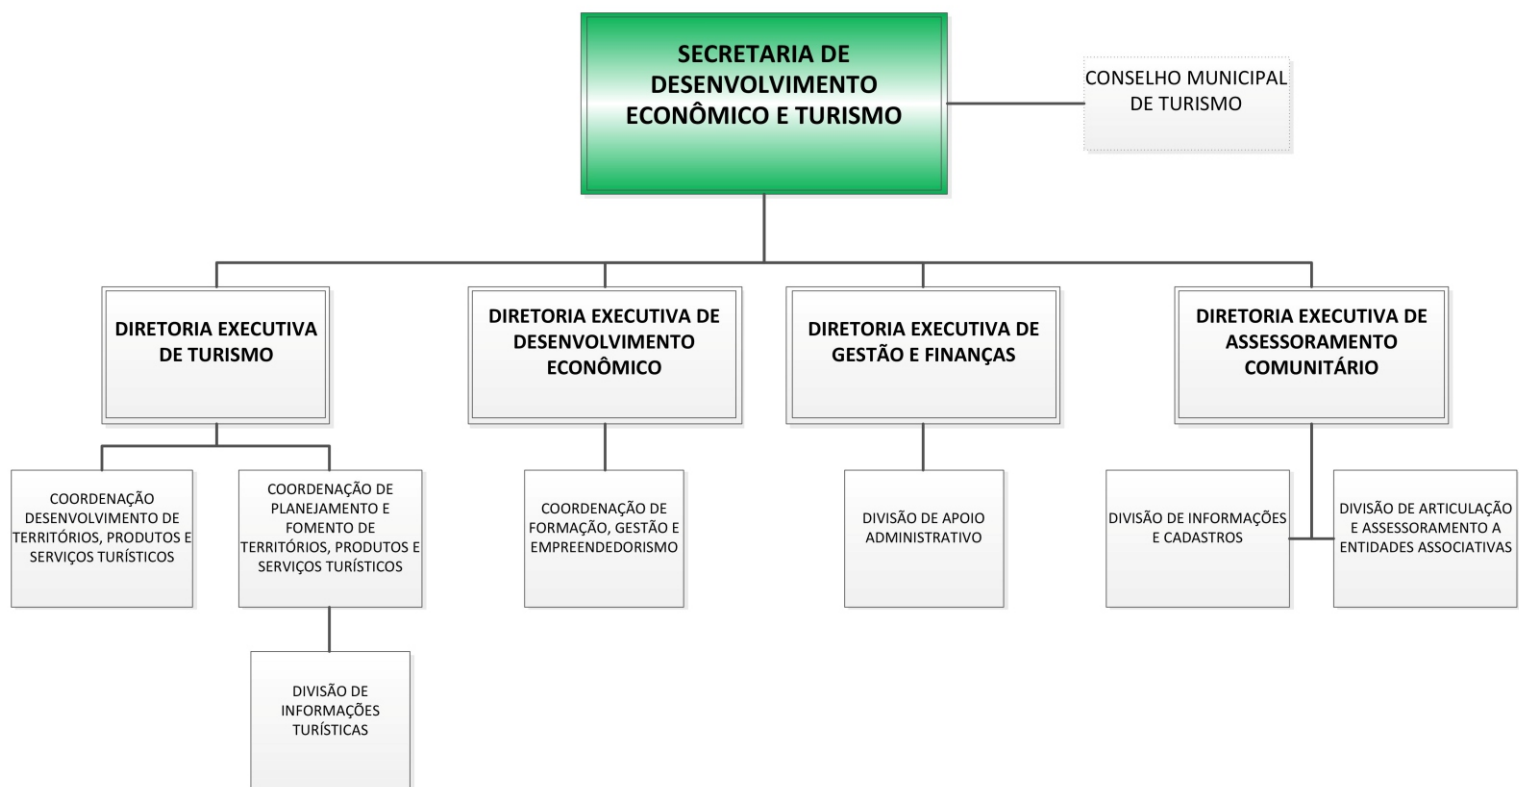 SECRETARIA DE
DESENVOLVIMENTO
ECONÔMICO E TURISMO
CONSELHO MUNICIPAL
DE TURISMO
DIRETORIA EXECUTIVA
DE TURISMO
DIRETORIA EXECUTIVA DE
DESENVOLVIMENTO
ECONÔMICO
DIRETORIA EXECUTIVA DE
GESTÃO E FINANÇAS
DIRETORIA EXECUTIVA DE
ASSESSORAMENTO
COMUNITÁRIO
COORDENAÇÃO
DESENVOLVIMENTO DE
TERRITÓRIOS, PRODUTOS E
SERVIÇOS TURÍSTICOS
COORDENAÇÃO DE
PLANEJAMENTO E
FOMENTO DE
TERRITÓRIOS, PRODUTOS E
SERVIÇOS TURÍSTICOS
COORDENAÇÃO DE
FORMAÇÃO, GESTÃO E
EMPREENDEDORISMO
DIVISÃO DE APOIO
ADMINISTRATIVO
DIVISÃO DE INFORMAÇÕES
E CADASTROS
DIVISÃO DE ARTICULAÇÃO
E ASSESSORAMENTO A
ENTIDADES ASSOCIATIVAS
DIVISÃO DE
INFORMAÇÕES
TURÍSTICAS